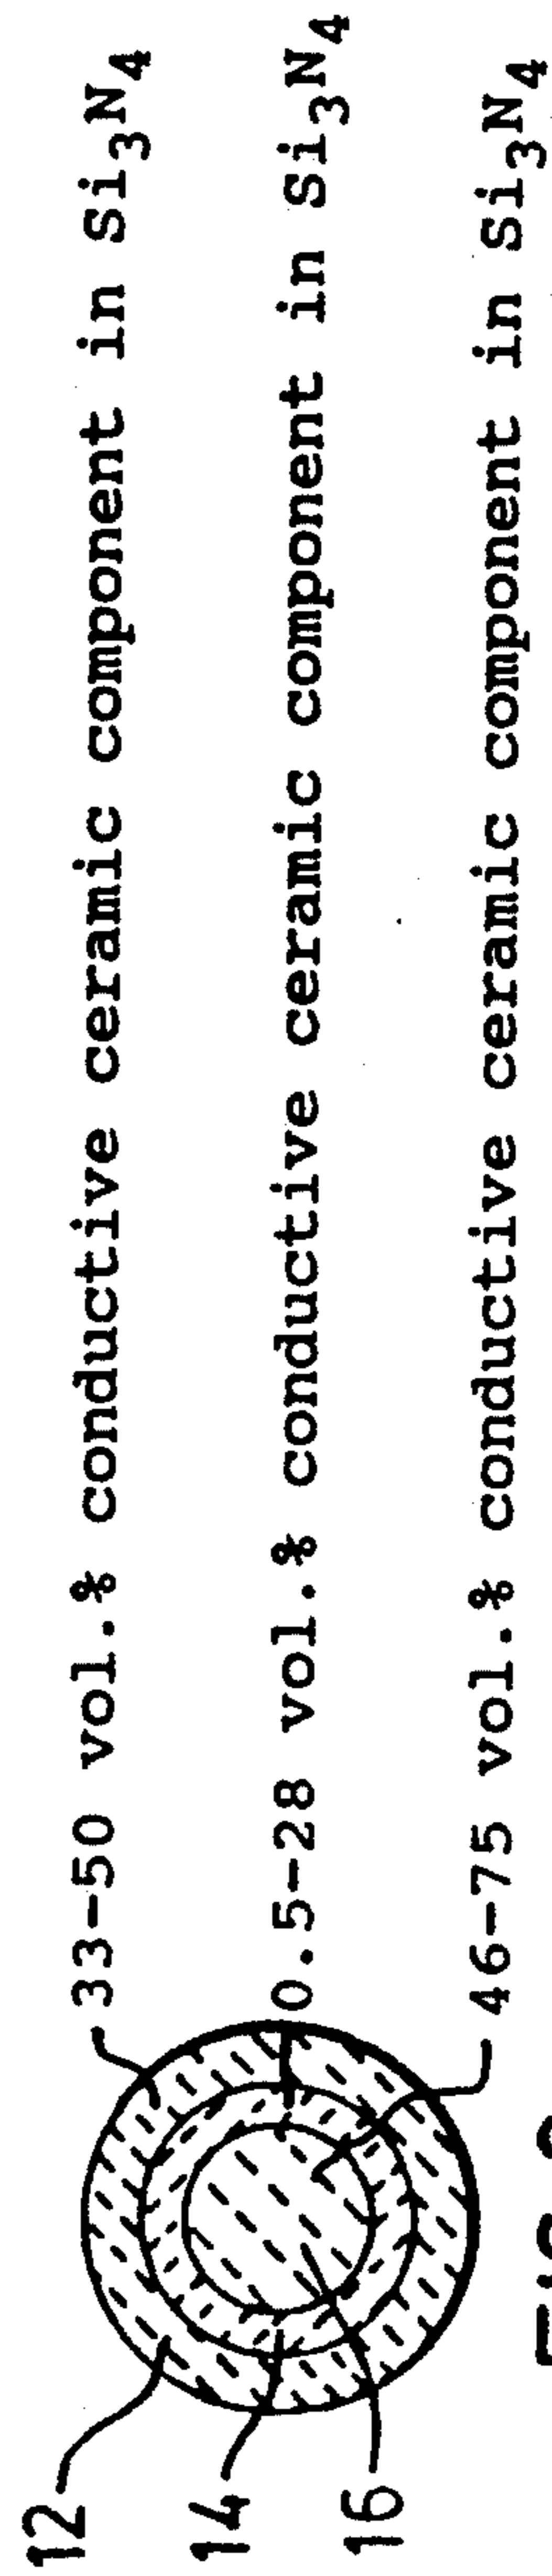 12 33-50 vol.% conductive ceramic component in Si3N4
14 0.5-28 vol.% conductive ceramic component in Si3N4
16 46-75 vol.% conductive ceramic component in Si3N4